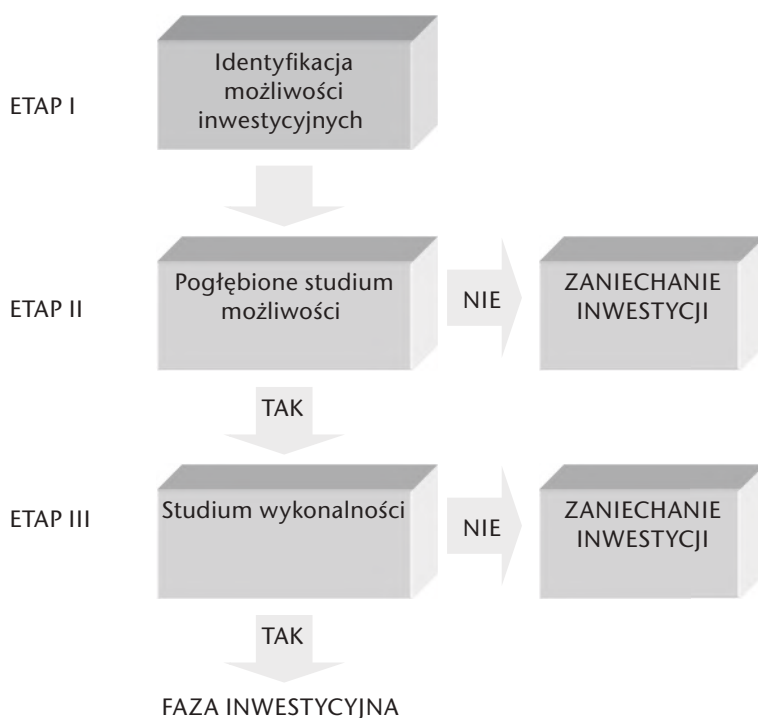 ETAP I
Identyfikacja
możliwości
inwestycyjnych
ETAP II
Pogłębione studium
możliwości
NIE
ZANIECHANIE
INWESTYCJI
TAK
ETAP III
Studium wykonalności
NIE
ZANIECHANIE
INWESTYCJI
TAK
FAZA INWESTYCYJNA